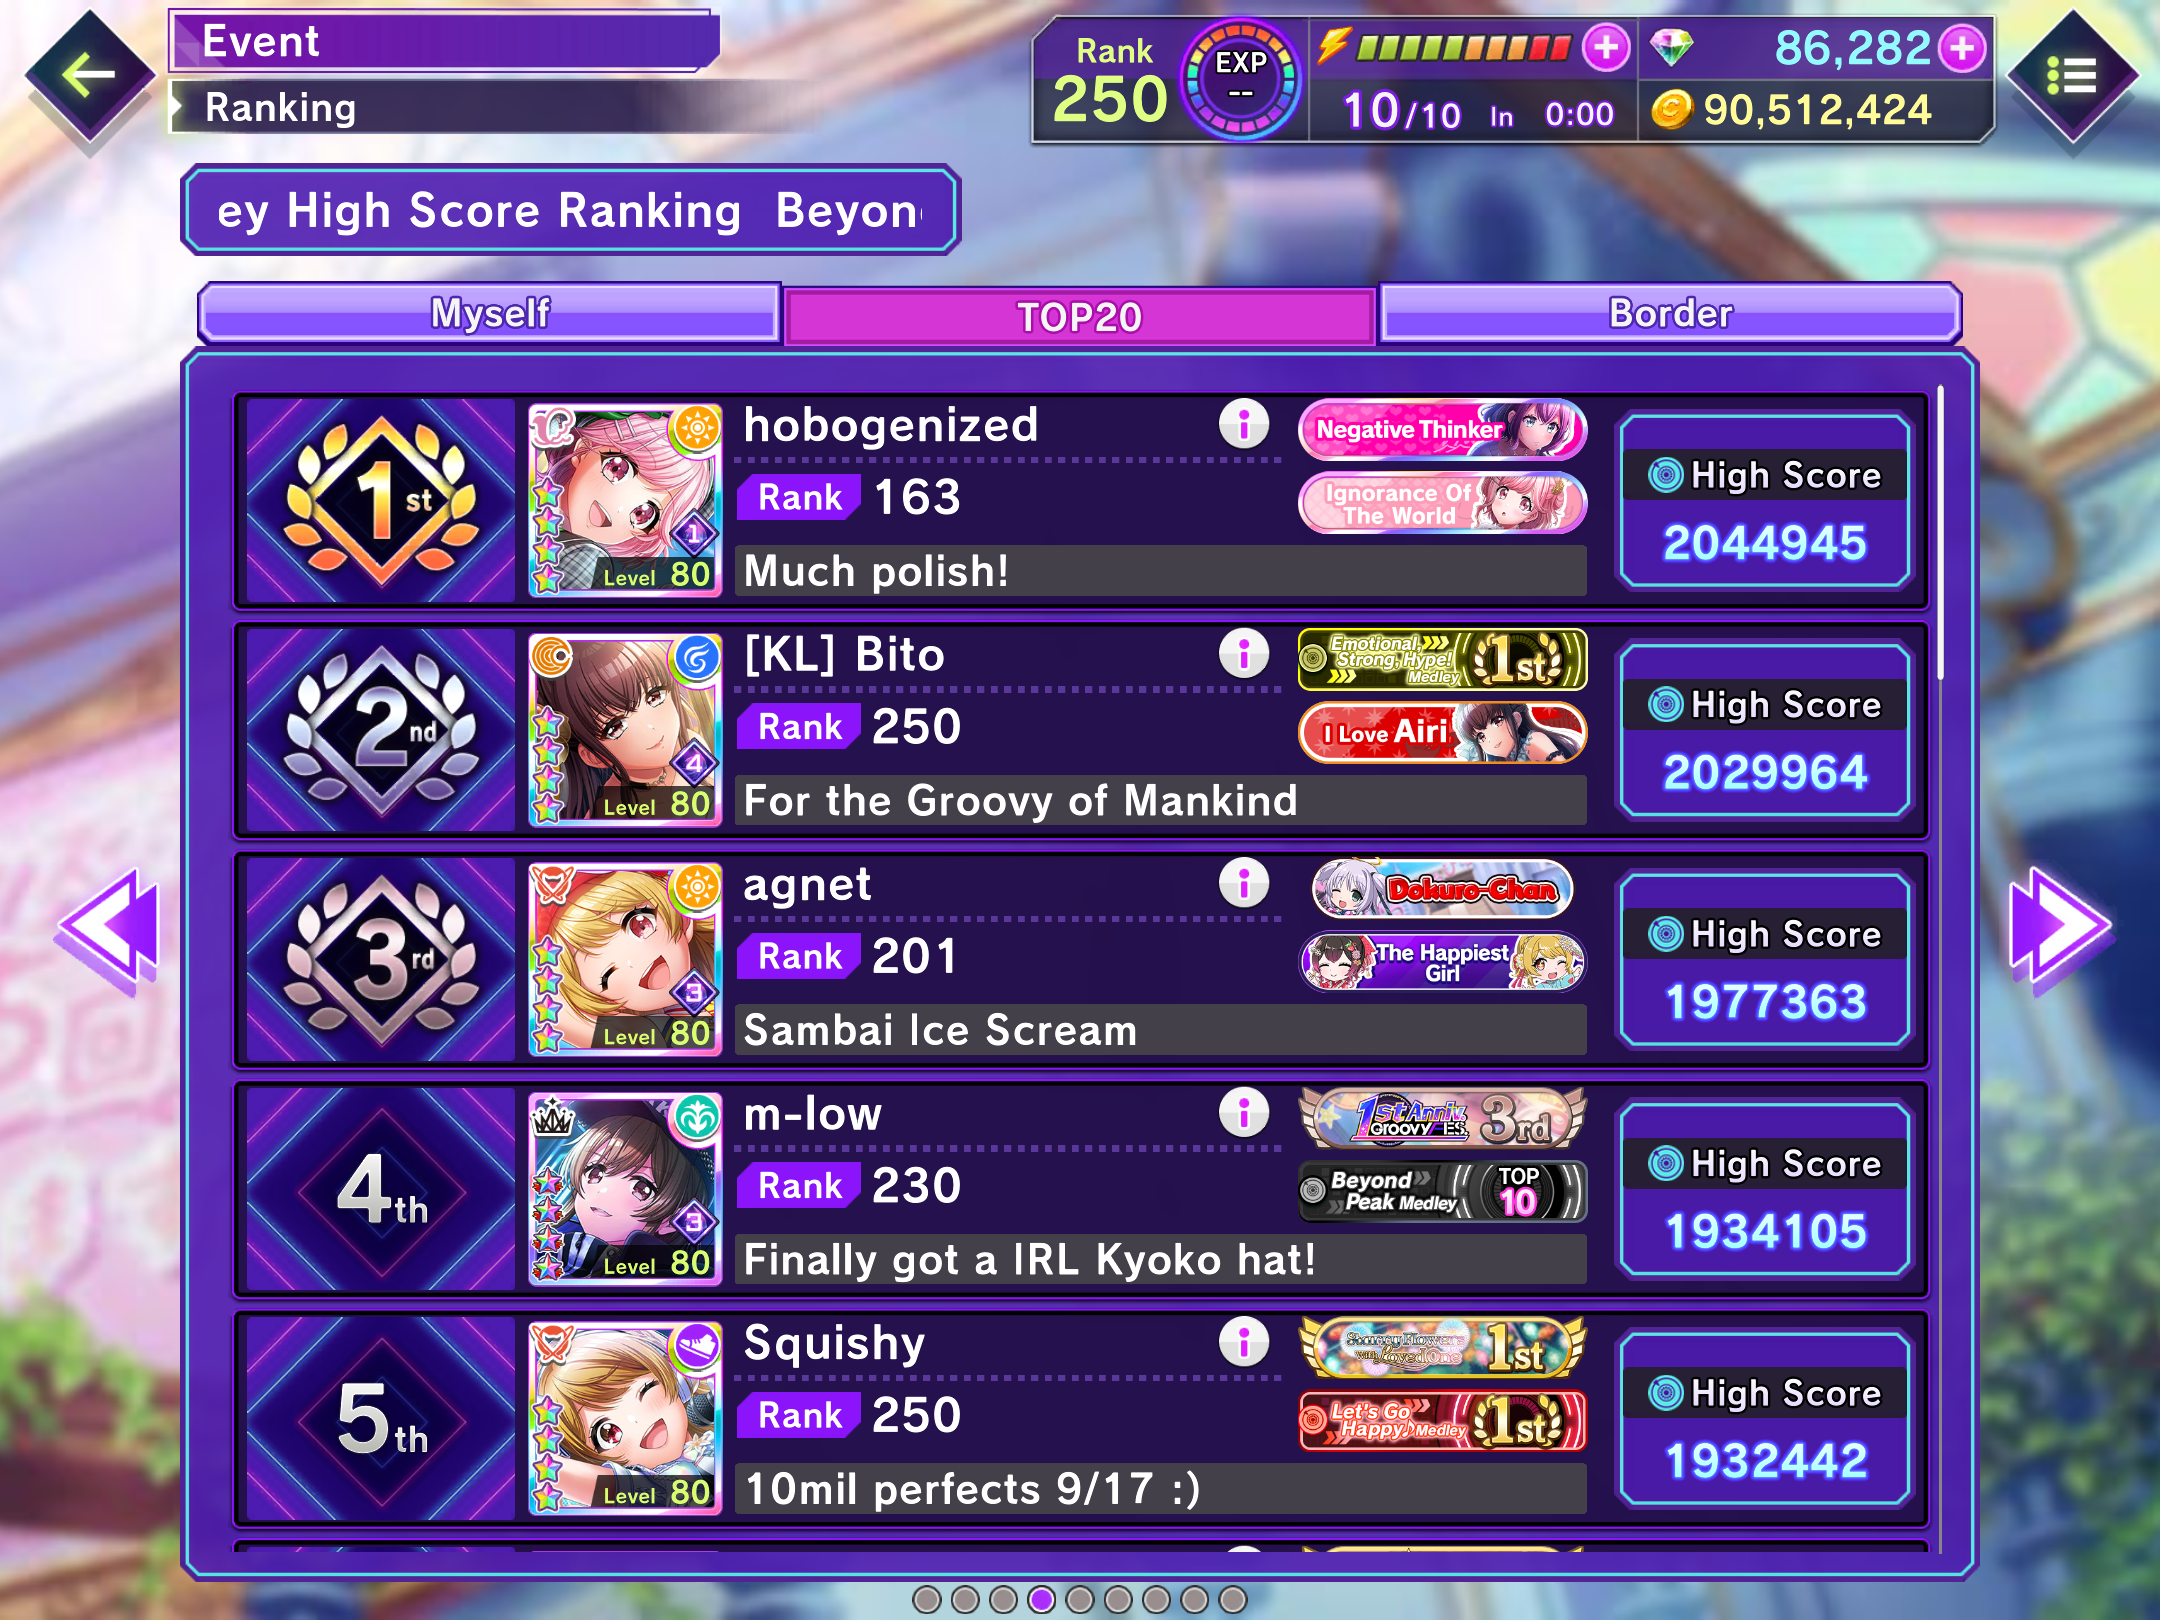 Event
Ranking
Rank
250
EXP
--
10/10 In 0:00
86,282
90,512,424
ey High Score Ranking Beyon
Myself
TOP20
Border
1st
Level 80
hobogenized
Rank 163
Much polish!
Negative Thinker
Ignorance Of
The World
High Score
2044945
2nd
Level 80
[KL] Bito
Rank 250
For the Groovy of Mankind
Emotional,
Strong, Hype!
Medley
1st
I Love Airi
High Score
2029964
3rd
Level 80
agnet
Rank 201
Sambai Ice Scream
Dokuro-Chan
The Happiest
Girl
High Score
1977363
4th
Level 80
m-low
Rank 230
Finally got a IRL Kyoko hat!
1st Anniv.
GROOVY FES.
3rd
Beyond
Peak Medley
TOP
10
High Score
1934105
5th
Level 80
Squishy
Rank 250
10mil perfects 9/17 :)
Starry Flowers
with Loved One
1st
Let's Go
Happy♪ Medley
1st
High Score
1932442